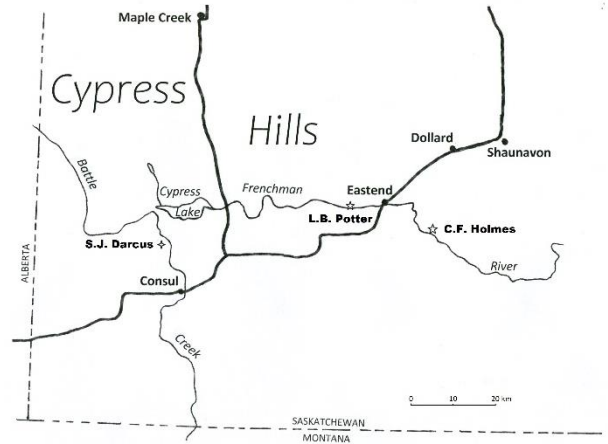 Maple Creek
Cypress
Hills
Dollard
Shaunavon
Battle
Cypress
Lake
Frenchman
Eastend
L.B. Potter
C.F. Holmes
S.J. Darcus
ALBERTA
Consul
River
Creek
0 10 20 km
SASKATCHEWAN
MONTANA